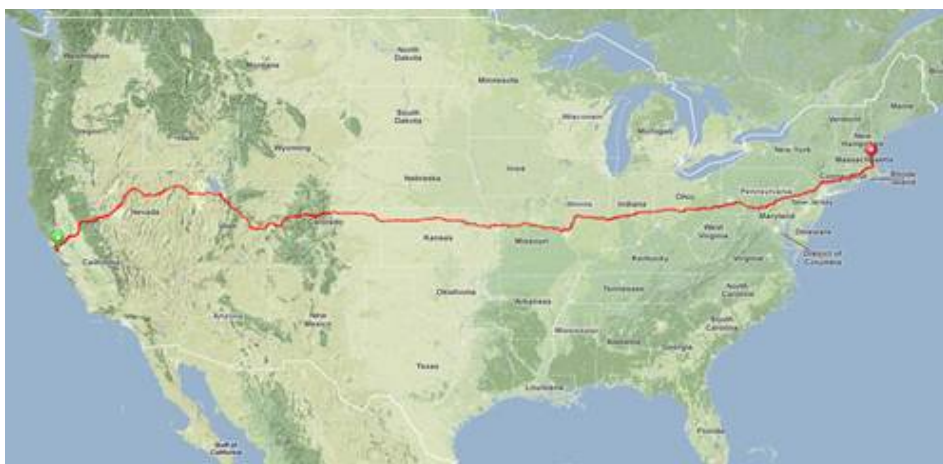 Washington
Montana
North
Dakota
Minnesota
Vermont
Maine
New
Hampshire
Massachusetts
Rhode
Island
South
Dakota
Wisconsin
Michigan
New York
Oregon
Idaho
Wyoming
Iowa
Nebraska
Pennsylvania
New Jersey
Ohio
Indiana
Illinois
Nevada
Utah
Colorado
Kansas
Missouri
West
Virginia
Maryland
Delaware
District of
Columbia
Virginia
Kentucky
California
Oklahoma
Arkansas
Tennessee
North
Carolina
South
Carolina
Arizona
New
Mexico
Mississippi
Alabama
Georgia
Texas
Louisiana
Florida
Gulf of
California